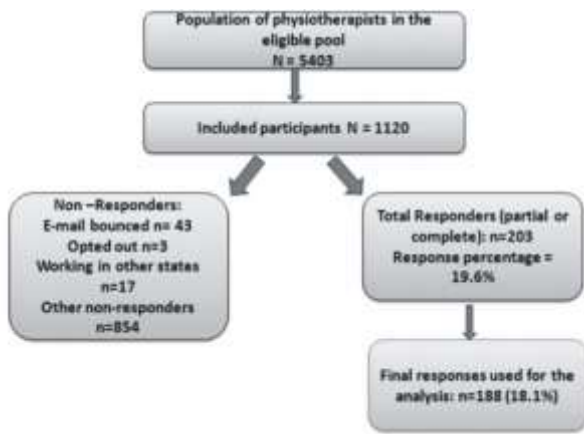 Population of physiotherapists in the
eligible pool
N = 5403
Included participants N = 1120
Non –Responders:
E-mail bounced n= 43
Opted out n=3
Working in other states
n=17
Other non-responders
n=854
Total Responders (partial or
complete): n=203
Response percentage =
19.6%
Final responses used for the
analysis: n=188 (18.1%)